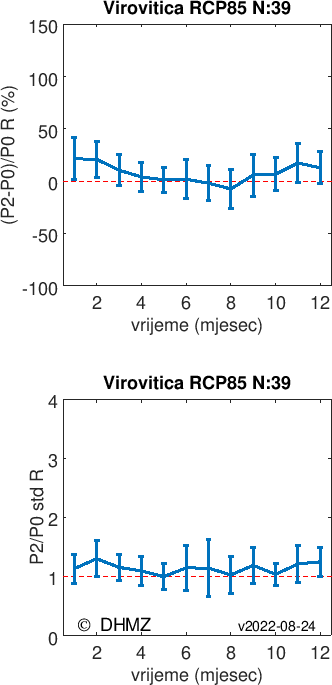 Virovitica RCP85 N:39
150
100
50
0
-50
-100
(P2-P0)/P0 R (%)
2 4 6 8 10 12
vrijeme (mjesec)
Virovitica RCP85 N:39
4
3
2
1
0
P2/P0 std R
© DHMZ
v2022-08-24
2 4 6 8 10 12
vrijeme (mjesec)